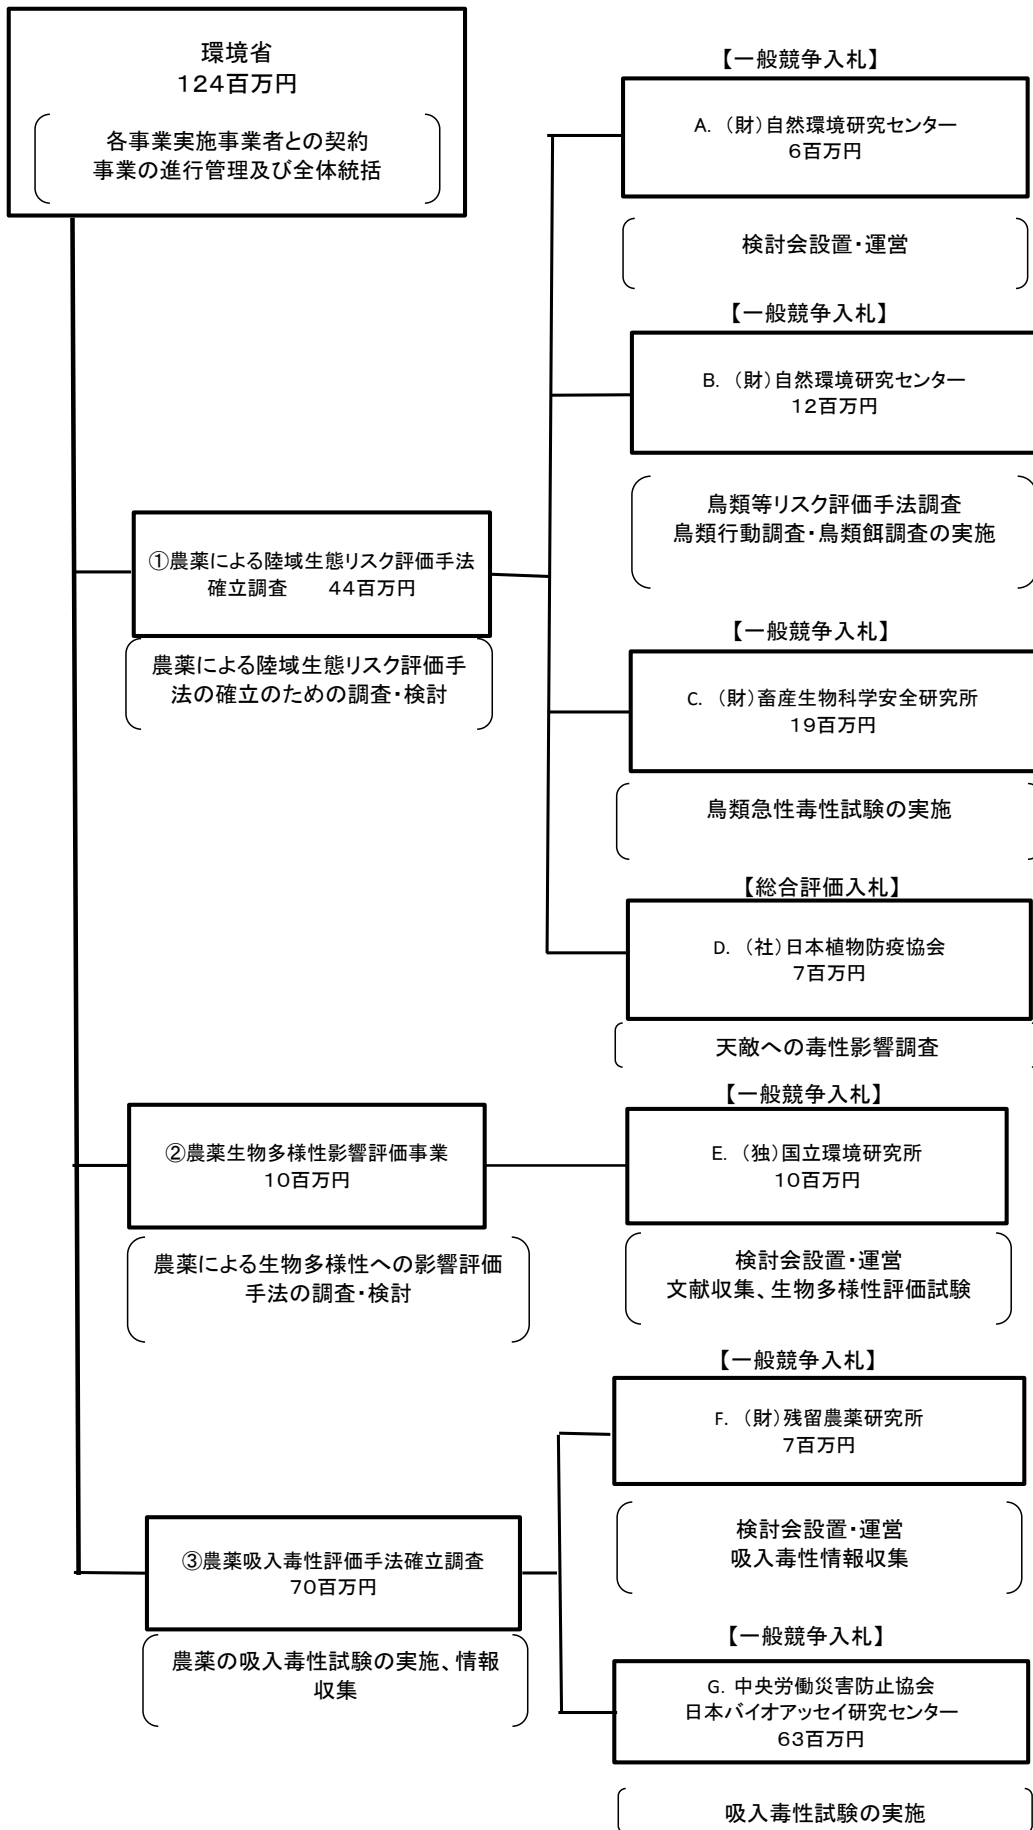 環境省
124百万円
各事業実施事業者との契約
事業の進行管理及び全体統括
【一般競争入札】
A. （財）自然環境研究センター
6百万円
検討会設置・運営
【一般競争入札】
B. （財）自然環境研究センター
12百万円
鳥類等リスク評価手法調査
鳥類行動調査・鳥類餌調査の実施
①農薬による陸域生態リスク評価手法
確立調査　　44百万円
農薬による陸域生態リスク評価手
法の確立のための調査・検討
【一般競争入札】
C. （財）畜産生物科学安全研究所
19百万円
鳥類急性毒性試験の実施
【総合評価入札】
D. （社）日本植物防疫協会
7百万円
天敵への毒性影響調査
【一般競争入札】
②農薬生物多様性影響評価事業
10百万円
農薬による生物多様性への影響評価
手法の調査・検討
E. （独）国立環境研究所
10百万円
検討会設置・運営
文献収集、生物多様性評価試験
【一般競争入札】
F. （財）残留農薬研究所
7百万円
検討会設置・運営
吸入毒性情報収集
③農薬吸入毒性評価手法確立調査
70百万円
農薬の吸入毒性試験の実施、情報
収集
【一般競争入札】
G. 中央労働災害防止協会
日本バイオアッセイ研究センター
63百万円
吸入毒性試験の実施